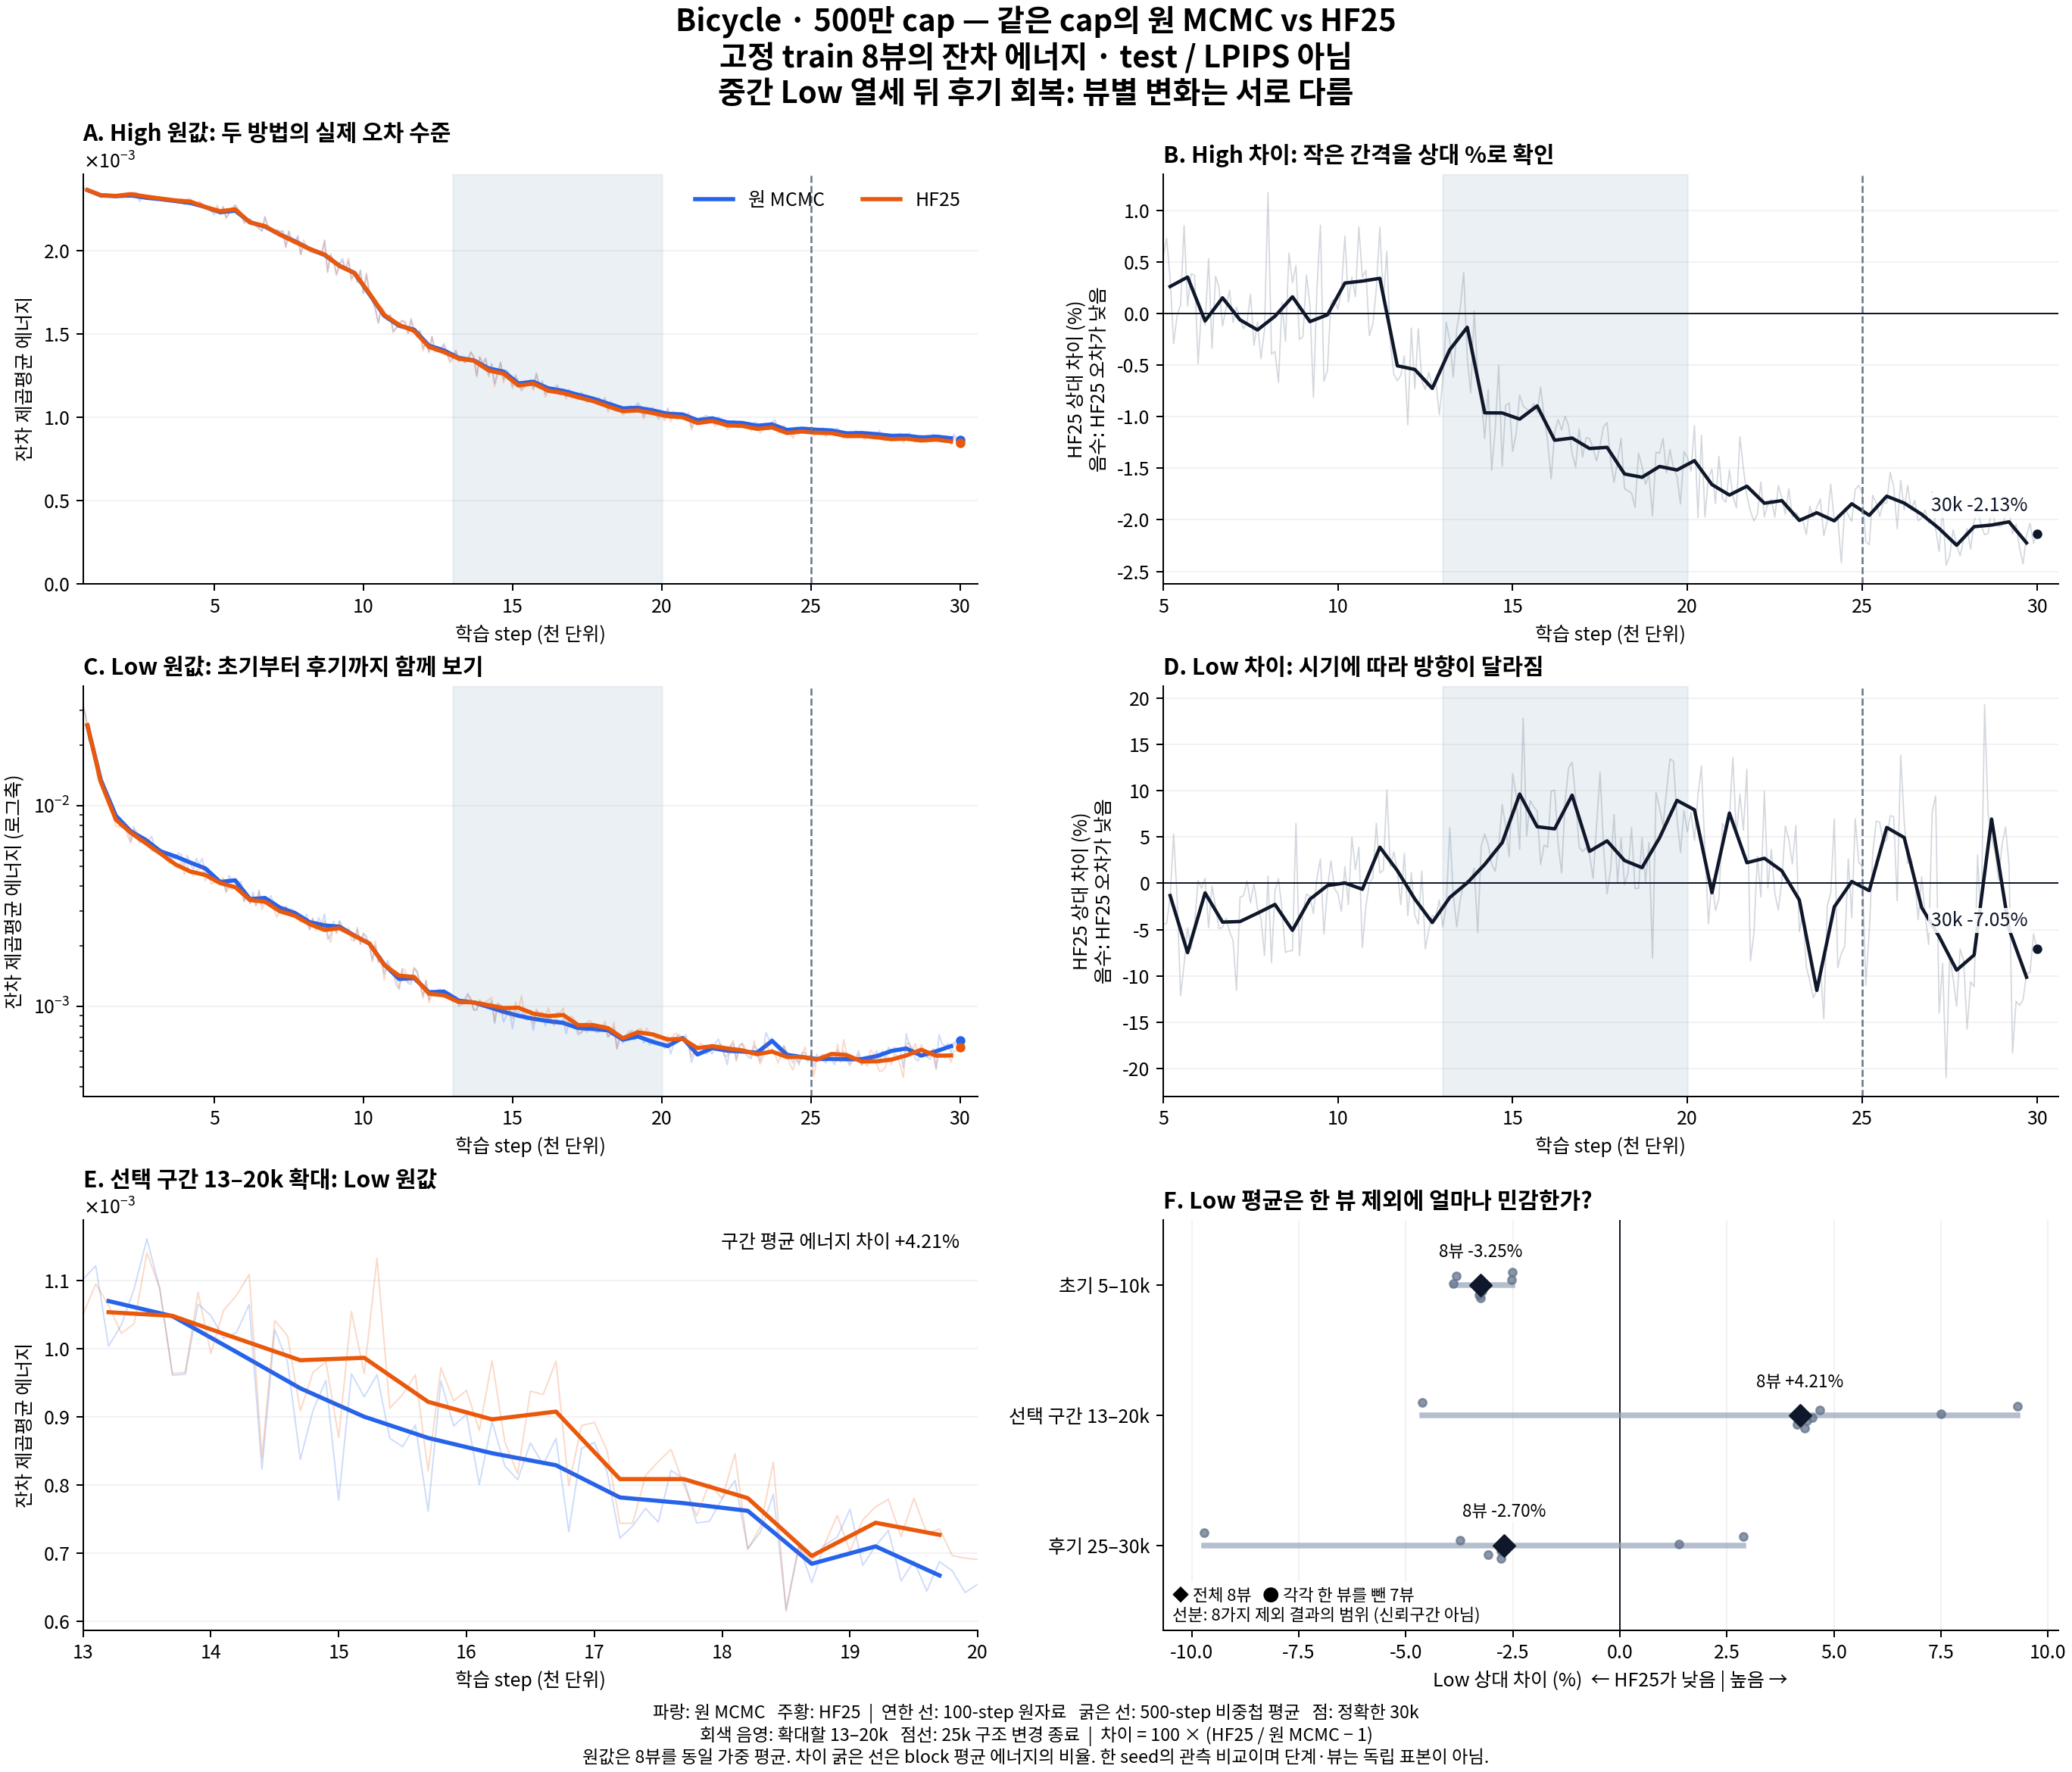 Bicycle · 500만 cap — 같은 cap의 원 MCMC vs HF25
고정 train 8뷰의 잔차 에너지 · test / LPIPS 아님
중간 Low 열세 뒤 후기 회복: 뷰별 변화는 서로 다름
A. High 원값: 두 방법의 실제 오차 수준
×10⁻³
원 MCMC
HF25
잔차 제곱평균 에너지
2.0
1.5
1.0
0.5
0.0
5 10 15 20 25 30
학습 step (천 단위)
B. High 차이: 작은 간격을 상대 %로 확인
HF25 상대 차이 (%)
음수: HF25 오차가 낮음
1.0
0.5
0.0
-0.5
-1.0
-1.5
-2.0
-2.5
30k -2.13%
5 10 15 20 25 30
학습 step (천 단위)
C. Low 원값: 초기부터 후기까지 함께 보기
잔차 제곱평균 에너지 (로그축)
10⁻²
10⁻³
5 10 15 20 25 30
학습 step (천 단위)
D. Low 차이: 시기에 따라 방향이 달라짐
HF25 상대 차이 (%)
음수: HF25 오차가 낮음
20
15
10
5
0
-5
-10
-15
-20
30k -7.05%
5 10 15 20 25 30
학습 step (천 단위)
E. 선택 구간 13–20k 확대: Low 원값
×10⁻³
구간 평균 에너지 차이 +4.21%
잔차 제곱평균 에너지
1.1
1.0
0.9
0.8
0.7
0.6
13 14 15 16 17 18 19 20
학습 step (천 단위)
F. Low 평균은 한 뷰 제외에 얼마나 민감한가?
8뷰 -3.25%
초기 5–10k
8뷰 +4.21%
선택 구간 13–20k
8뷰 -2.70%
후기 25–30k
◆ 전체 8뷰 ● 각각 한 뷰를 뺀 7뷰
선분: 8가지 제외 결과의 범위 (신뢰구간 아님)
-10.0 -7.5 -5.0 -2.5 0.0 2.5 5.0 7.5 10.0
Low 상대 차이 (%) ← HF25가 낮음 | 높음 →
파랑: 원 MCMC 주황: HF25 | 연한 선: 100-step 원자료 굵은 선: 500-step 비중첩 평균 점: 정확한 30k
회색 음영: 확대할 13–20k 점선: 25k 구조 변경 종료 | 차이 = 100 × (HF25 / 원 MCMC − 1)
원값은 8뷰를 동일 가중 평균. 차이 굵은 선은 block 평균 에너지의 비율. 한 seed의 관측 비교이며 단계·뷰는 독립 표본이 아님.